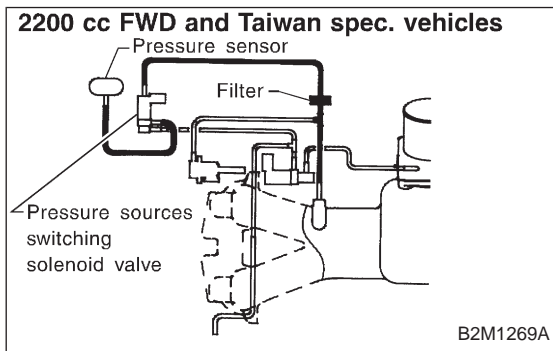 2200 cc FWD and Taiwan spec. vehicles
Pressure sensor
Filter
Pressure sources
switching
solenoid valve
B2M1269A